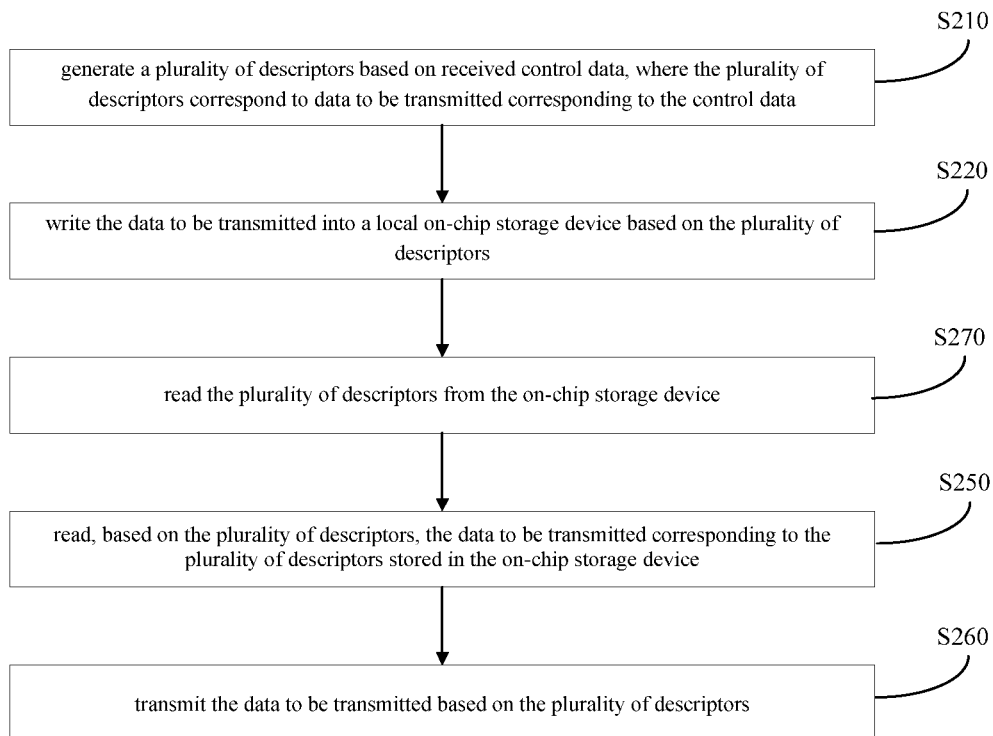 S210
generate a plurality of descriptors based on received control data, where the plurality of
descriptors correspond to data to be transmitted corresponding to the control data
S220
write the data to be transmitted into a local on-chip storage device based on the plurality of
descriptors
S270
read the plurality of descriptors from the on-chip storage device
S250
read, based on the plurality of descriptors, the data to be transmitted corresponding to the
plurality of descriptors stored in the on-chip storage device
S260
transmit the data to be transmitted based on the plurality of descriptors